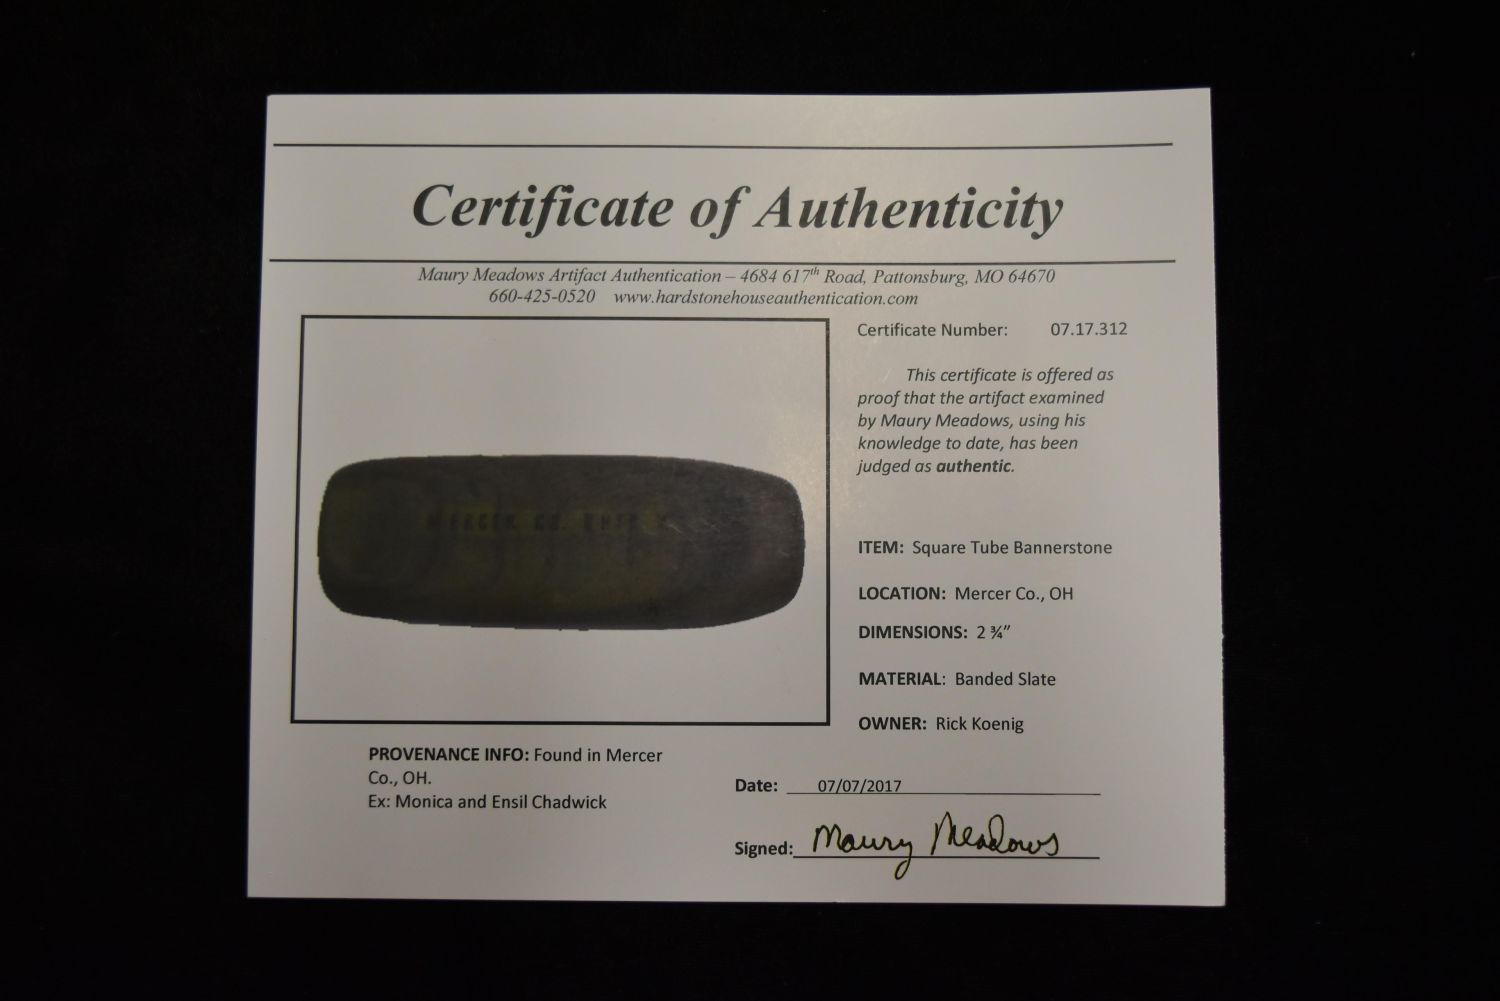 Certificate of Authenticity
Maury Meadows Artifact Authentication – 4684 617th Road, Pattonsburg, MO 64670
660-425-0520 www.hardstonehouseauthentication.com
Certificate Number: 07.17.312
This certificate is offered as
proof that the artifact examined
by Maury Meadows, using his
knowledge to date, has been
judged as authentic.
MERCER CO.
ITEM: Square Tube Bannerstone
LOCATION: Mercer Co., OH
DIMENSIONS: 2 ¾"
MATERIAL: Banded Slate
OWNER: Rick Koenig
PROVENANCE INFO: Found in Mercer
Co., OH.
Ex: Monica and Ensil Chadwick
Date: 07/07/2017
Signed: Maury Meadows